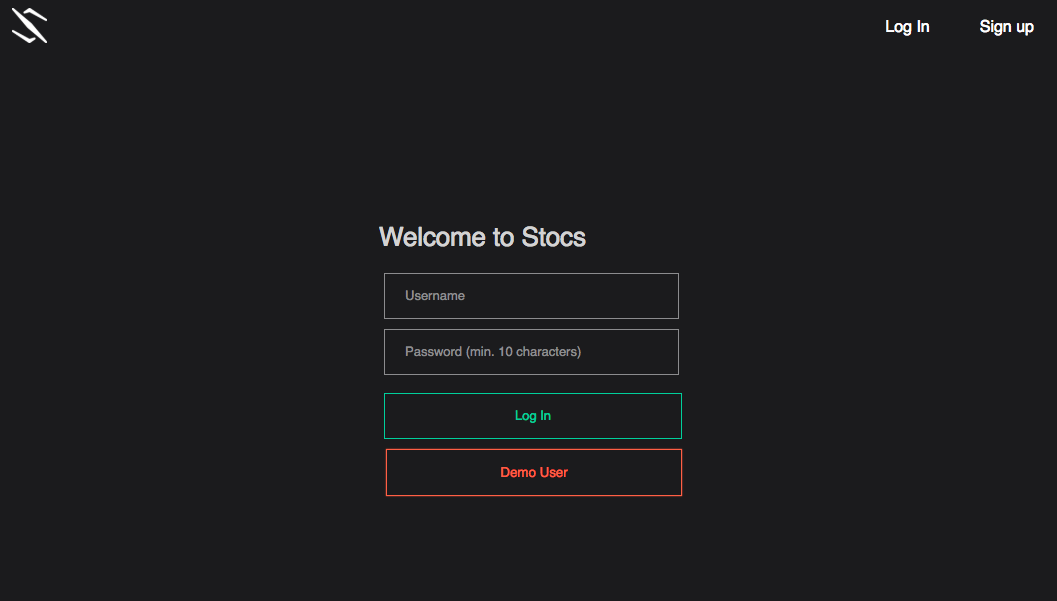 Log In
Sign up
Welcome to Stocs
Username
Password (min. 10 characters)
Log In
Demo User